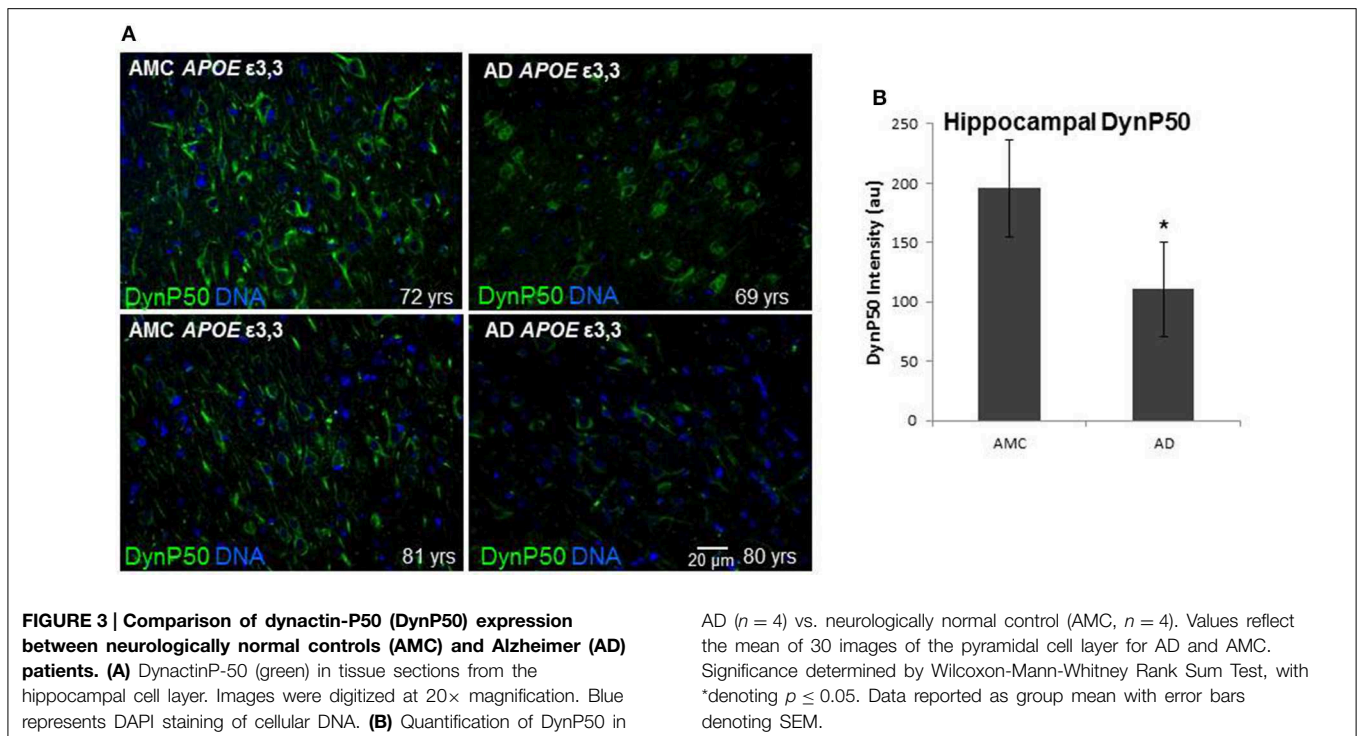 A
AMC APOE ε3,3
DynP50 DNA
72 yrs
AD APOE ε3,3
DynP50 DNA
69 yrs
AMC APOE ε3,3
DynP50 DNA
81 yrs
AD APOE ε3,3
DynP50 DNA
20 µm
80 yrs
B
Hippocampal DynP50
DynP50 Intensity (au)
250
200
150
100
50
0
*
AMC
AD
FIGURE 3 | Comparison of dynactin-P50 (DynP50) expression
between neurologically normal controls (AMC) and Alzheimer (AD)
patients. (A) DynactinP-50 (green) in tissue sections from the
hippocampal cell layer. Images were digitized at 20× magnification. Blue
represents DAPI staining of cellular DNA. (B) Quantification of DynP50 in
AD (n = 4) vs. neurologically normal control (AMC, n = 4). Values reflect
the mean of 30 images of the pyramidal cell layer for AD and AMC.
Significance determined by Wilcoxon-Mann-Whitney Rank Sum Test, with
*denoting p ≤ 0.05. Data reported as group mean with error bars
denoting SEM.